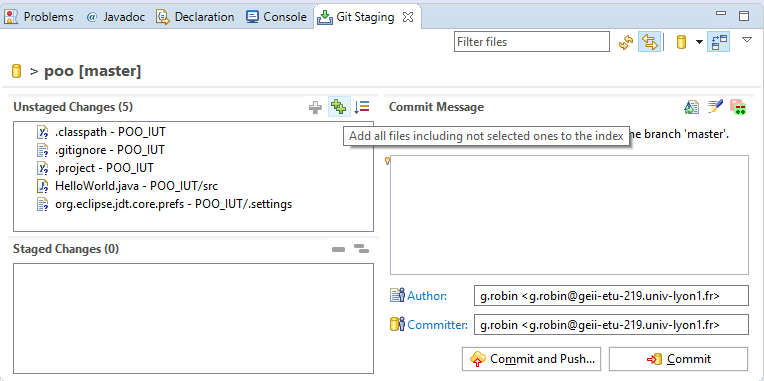 Problems @ Javadoc Declaration Console Git Staging
Filter files
> poo [master]
Unstaged Changes (5)
Commit Message
Add all files including not selected ones to the index
ne branch 'master'.
.classpath - POO_IUT
.gitignore - POO_IUT
.project - POO_IUT
HelloWorld.java - POO_IUT/src
org.eclipse.jdt.core.prefs - POO_IUT/.settings
Staged Changes (0)
Author: g.robin <g.robin@geii-etu-219.univ-lyon1.fr>
Committer: g.robin <g.robin@geii-etu-219.univ-lyon1.fr>
Commit and Push... Commit